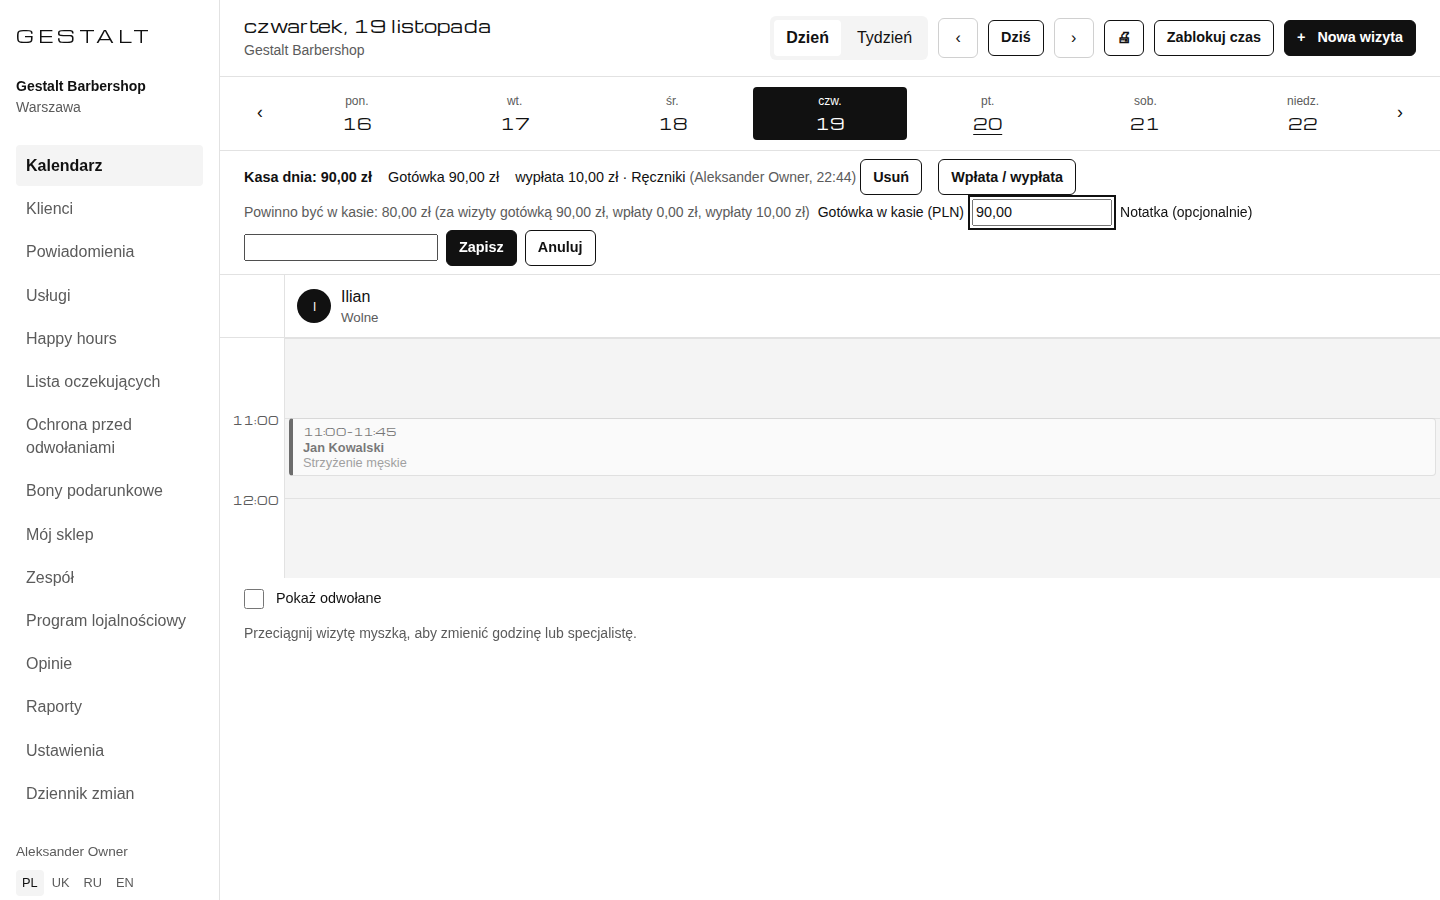 GESTALT
Gestalt Barbershop
Warszawa
Kalendarz
Klienci
Powiadomienia
Usługi
Happy hours
Lista oczekujących
Ochrona przed
odwołaniami
Bony podarunkowe
Mój sklep
Zespół
Program lojalnościowy
Opinie
Raporty
Ustawienia
Dziennik zmian
Aleksander Owner
PL UK RU EN
czwartek, 19 listopada
Gestalt Barbershop
Dzień Tydzień ‹ Dziś › Zablokuj czas + Nowa wizyta
‹ pon. wt. śr. czw. pt. sob. niedz. ›
16 17 18 19 20 21 22
Kasa dnia: 90,00 zł Gotówka 90,00 zł wypłata 10,00 zł · Ręczniki (Aleksander Owner, 22:44) Usuń Wpłata / wypłata
Powinno być w kasie: 80,00 zł (za wizyty gotówką 90,00 zł, wpłaty 0,00 zł, wypłaty 10,00 zł) Gotówka w kasie (PLN) 90,00 Notatka (opcjonalnie)
Zapisz Anuluj
I Ilian
Wolne
11:00
11:00-11:45
Jan Kowalski
Strzyżenie męskie
12:00
Pokaż odwołane
Przeciągnij wizytę myszką, aby zmienić godzinę lub specjalistę.